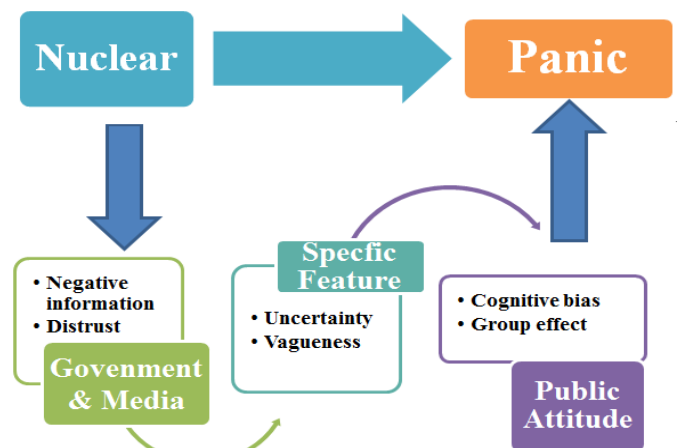 Nuclear
Panic
• Negative
information
• Distrust
Govenment
& Media
Specfic
Feature
• Uncertainty
• Vagueness
• Cognitive bias
• Group effect
Public
Attitude